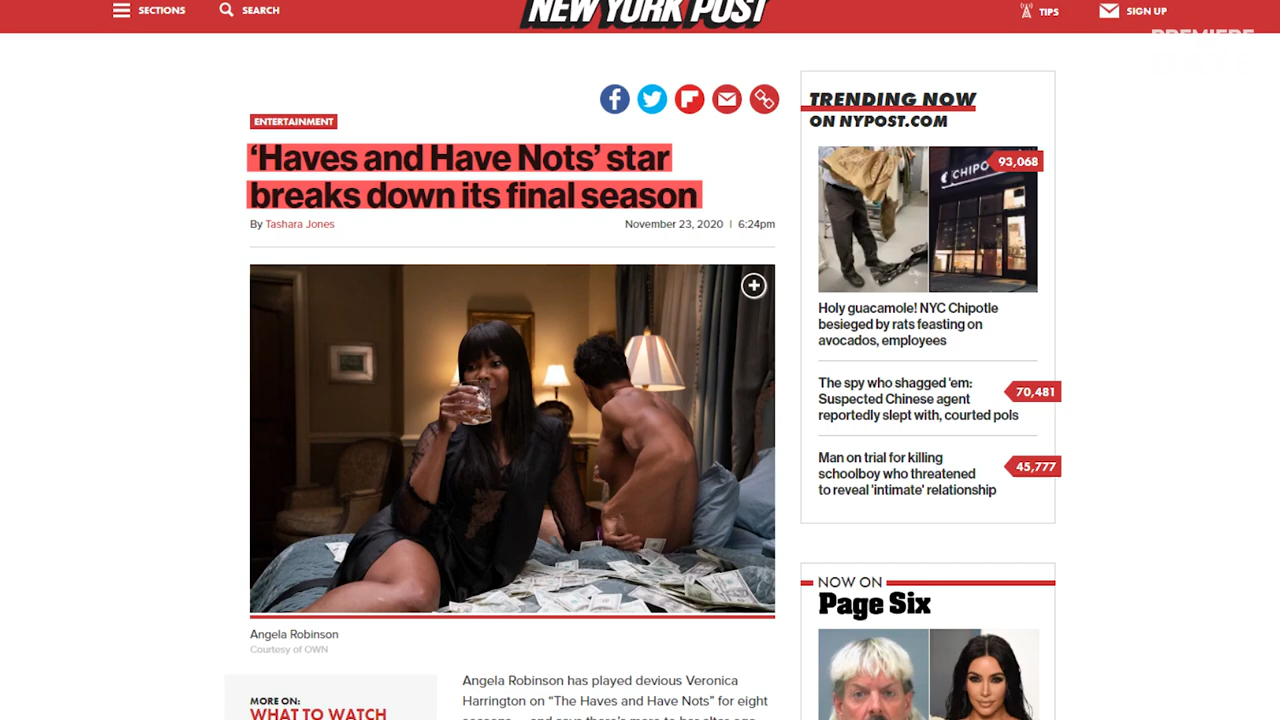 SECTIONS
SEARCH
NEW YORK POST
TIPS
SIGN UP
PREMIERE
ENTERTAINMENT
‘Haves and Have Nots’ star
breaks down its final season
By Tashara Jones
November 23, 2020 | 6:24pm
Angela Robinson
Courtesy of OWN
MORE ON:
WHAT TO WATCH
Angela Robinson has played devious Veronica
Harrington on “The Haves and Have Nots” for eight
TRENDING NOW
ON NYPOST.COM
93,068
CHIPO
Holy guacamole! NYC Chipotle
besieged by rats feasting on
avocados, employees
The spy who shagged 'em:
Suspected Chinese agent
reportedly slept with, courted pols
70,481
Man on trial for killing
schoolboy who threatened
to reveal 'intimate' relationship
45,777
NOW ON
Page Six